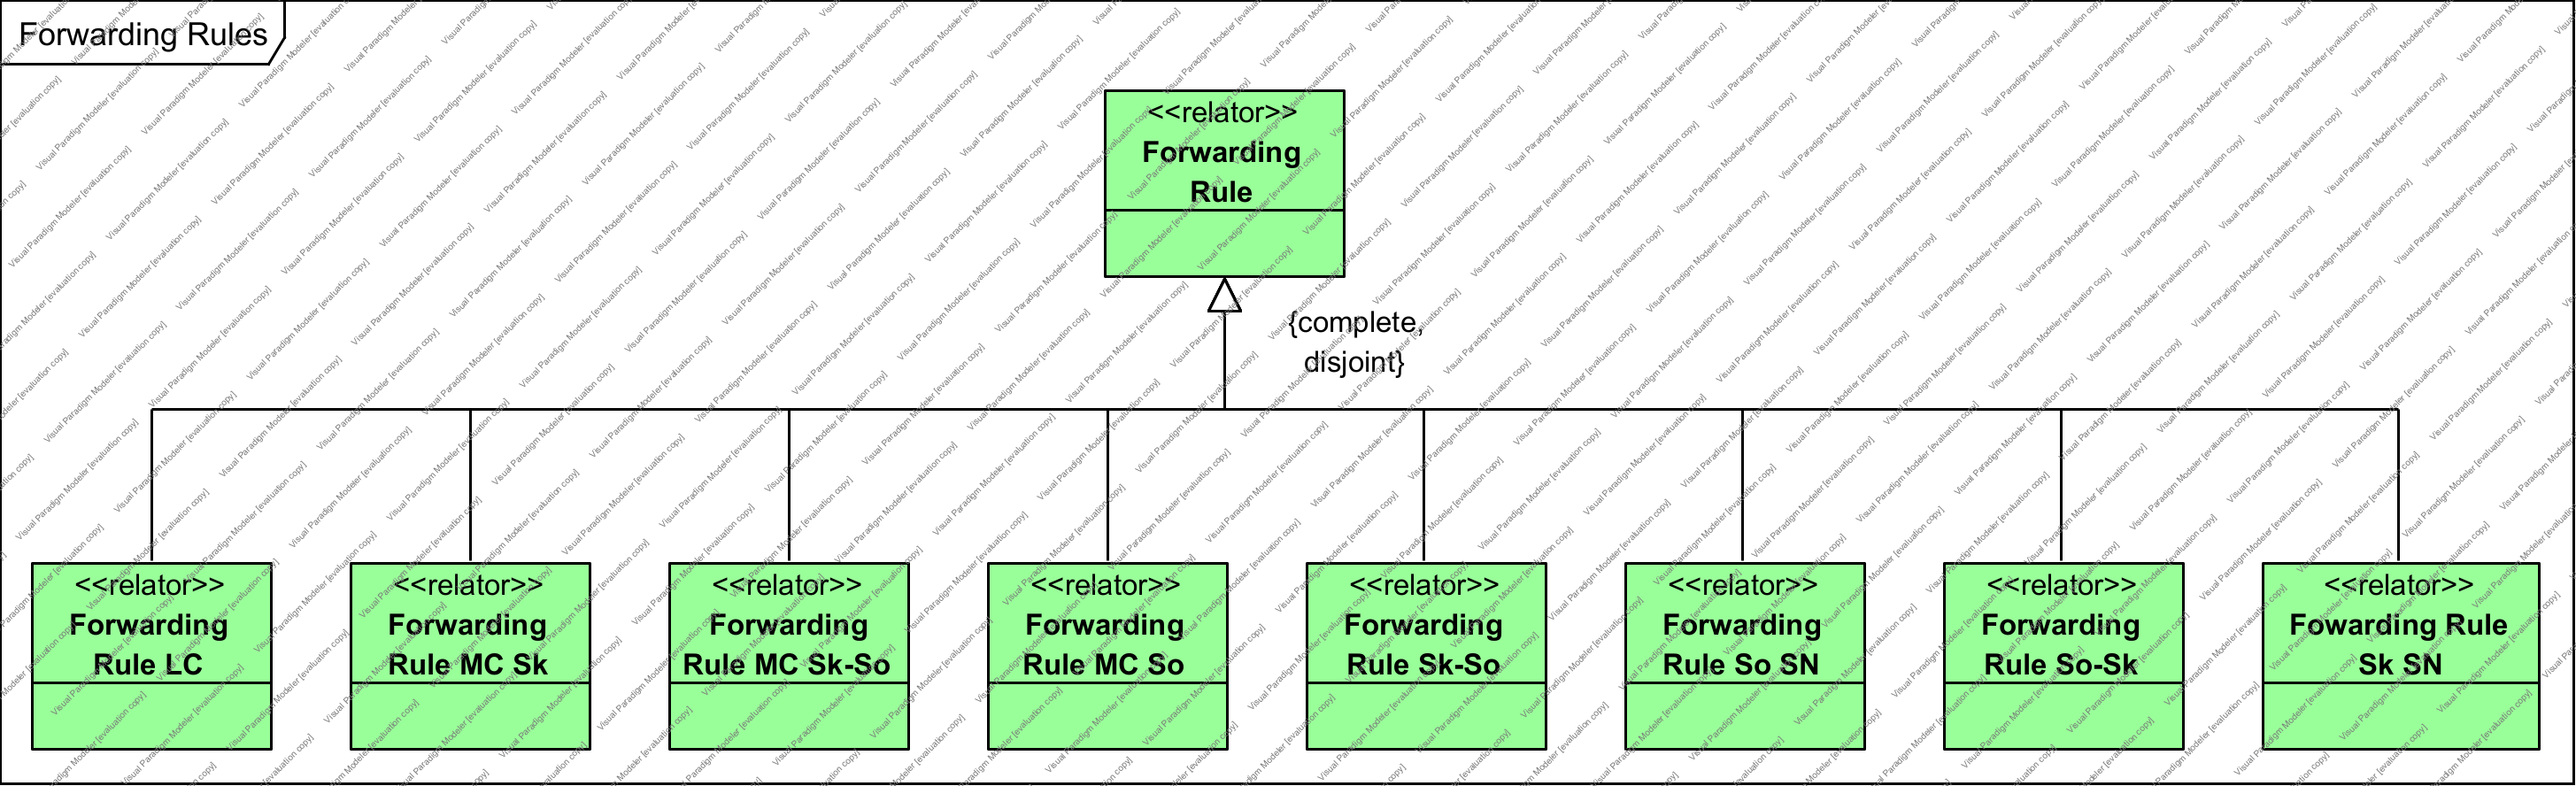 Forwarding Rules
<<relator>>
Forwarding
Rule
{complete,
disjoint}
<<relator>>
Forwarding
Rule LC
<<relator>>
Forwarding
Rule MC Sk
<<relator>>
Forwarding
Rule MC Sk-So
<<relator>>
Forwarding
Rule MC So
<<relator>>
Forwarding
Rule Sk-So
<<relator>>
Forwarding
Rule So SN
<<relator>>
Forwarding
Rule So-Sk
<<relator>>
Fowarding Rule
Sk SN
Visual Paradigm Modeler [evaluation copy]